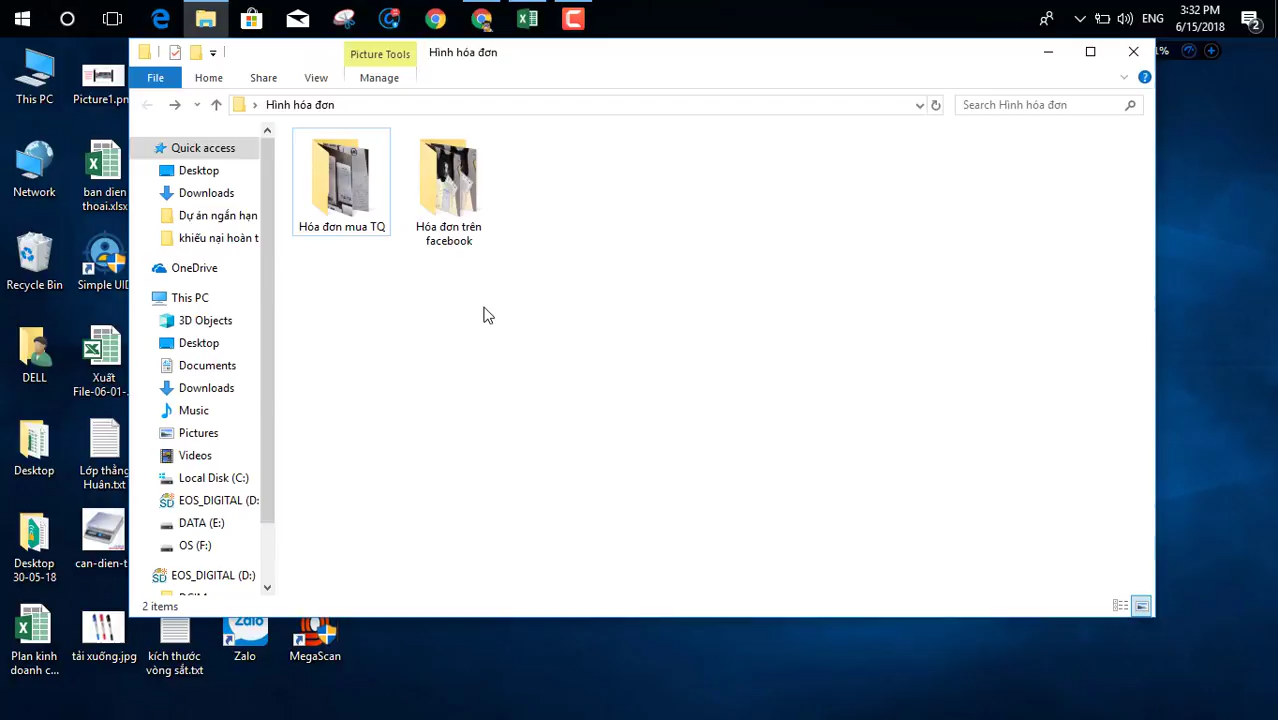 ENG
3:32 PM
6/15/2018
2
Picture Tools
Hình hóa đơn
1%
File
Home
Share
View
Manage
Hình hóa đơn
Search Hình hóa đơn
Quick access
Desktop
Downloads
Dự án ngắn hạn
khiếu nại hoàn t
OneDrive
This PC
3D Objects
Desktop
Documents
Downloads
Music
Pictures
Videos
Local Disk (C:)
EOS_DIGITAL (D:
DATA (E:)
OS (F:)
EOS_DIGITAL (D:)
Hóa đơn mua TQ
Hóa đơn trên
facebook
2 items
This PC
Picture1.pn
Network
ban dien
thoai.xlsx
Recycle Bin
Simple UID
DELL
Xuất
File-06-01-..
Desktop
Lớp thằng
Huân.txt
Desktop
30-05-18
can-dien-t
Plan kinh
doanh c...
tải xuống.jpg
kích thước
vòng sắt.txt
Zalo
Zalo
MegaScan